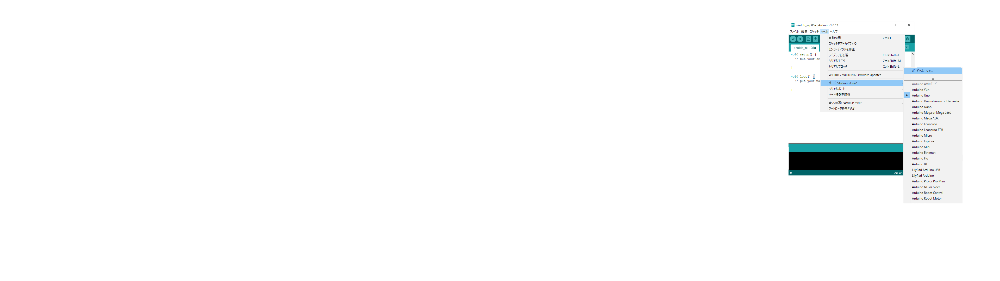 sketch_sep08a | Arduino 1.8.12
ファイル 編集 スケッチ ツール ヘルプ
sketch_sep08a
void setup() {
// put your se
}
void loop() {
// put your ma
}
自動整形 Ctrl+T
スケッチをアーカイブする
エンコーディングを修正
ライブラリを管理... Ctrl+Shift+I
シリアルモニタ Ctrl+Shift+M
シリアルプロッタ Ctrl+Shift+L
WiFi101 / WiFiNINA Firmware Updater
ボード: "Arduino Uno"
シリアルポート
ボード情報を取得
書込装置: "AVRISP mkII"
ブートローダを書き込む
ボードマネージャ...
Arduino AVRボード
Arduino Yún
Arduino Uno
Arduino Duemilanove or Diecimila
Arduino Nano
Arduino Mega or Mega 2560
Arduino Mega ADK
Arduino Leonardo
Arduino Leonardo ETH
Arduino Micro
Arduino Esplora
Arduino Mini
Arduino Ethernet
Arduino Fio
Arduino BT
LilyPad Arduino USB
LilyPad Arduino
Arduino Pro or Pro Mini
Arduino NG or older
Arduino Robot Control
Arduino Robot Motor
9 Arduino